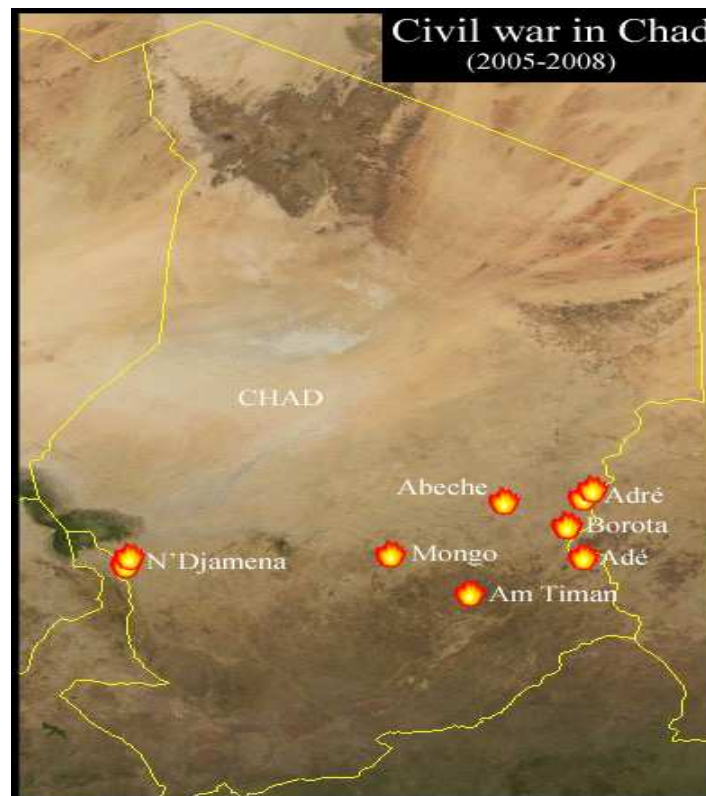 Civil war in Chad
(2005-2008)
CHAD
Abeche
Adré
Borota
N'Djamena
Mongo
Adé
Am Timan